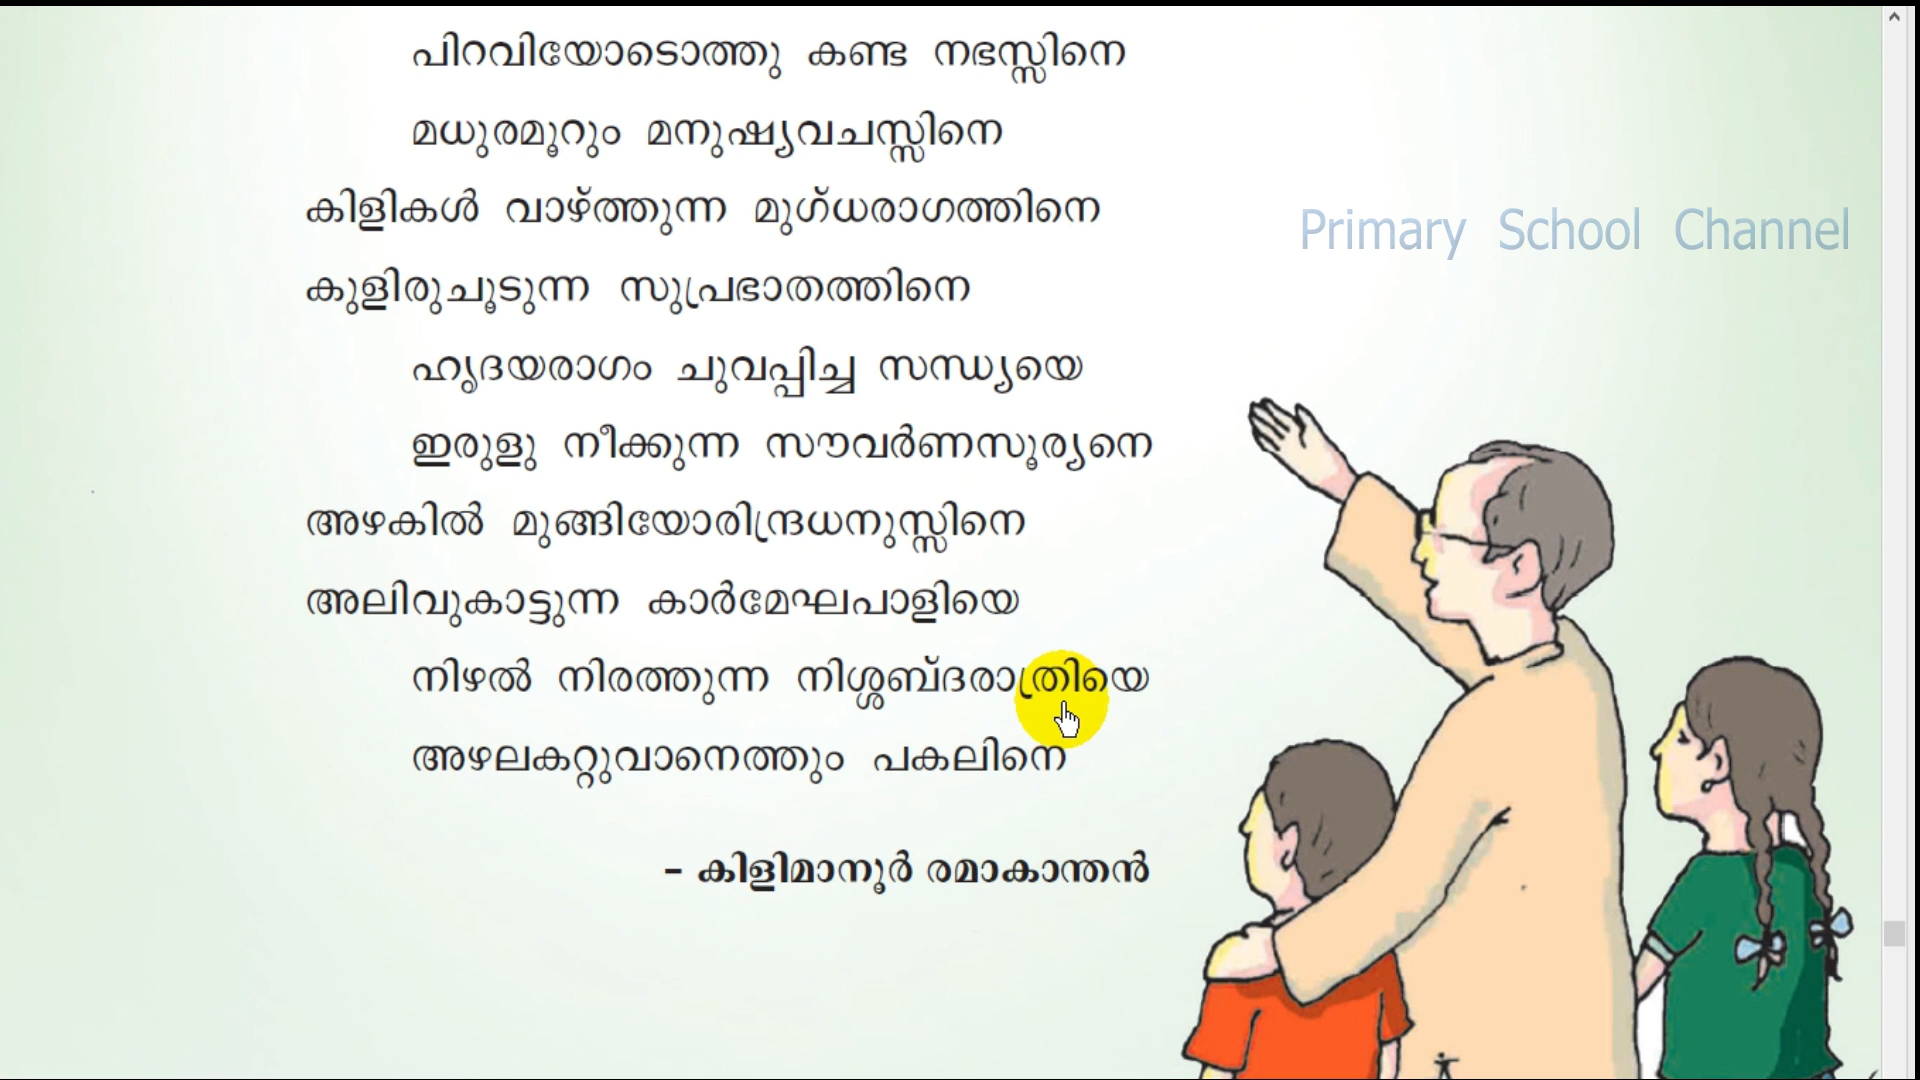 പിറവിയോടൊത്തു കണ്ട നഭസ്സിനെ
മധുരമൂറും മനുഷ്യവചസ്സിനെ
കിളികൾ വാഴ്ത്തുന്ന മുഗ്ധരാഗത്തിനെ
Primary School Channel
കുളിരുചൂടുന്ന സുപ്രഭാതത്തിനെ
ഹൃദയരാഗം ചുവപ്പിച്ച സന്ധ്യയെ
ഇരുളു നീക്കുന്ന സൗവർണസൂര്യനെ
അഴകിൽ മുങ്ങിയോരിന്ദ്രധനുസ്സിനെ
അലിവുകാട്ടുന്ന കാർമേഘപാളിയെ
നിഴൽ നിരത്തുന്ന നിശ്ശബ്ദരാത്രിയെ
അഴലകറ്റുവാനെത്തും പകലിനെ
– കിളിമാനൂർ രമാകാന്തൻ